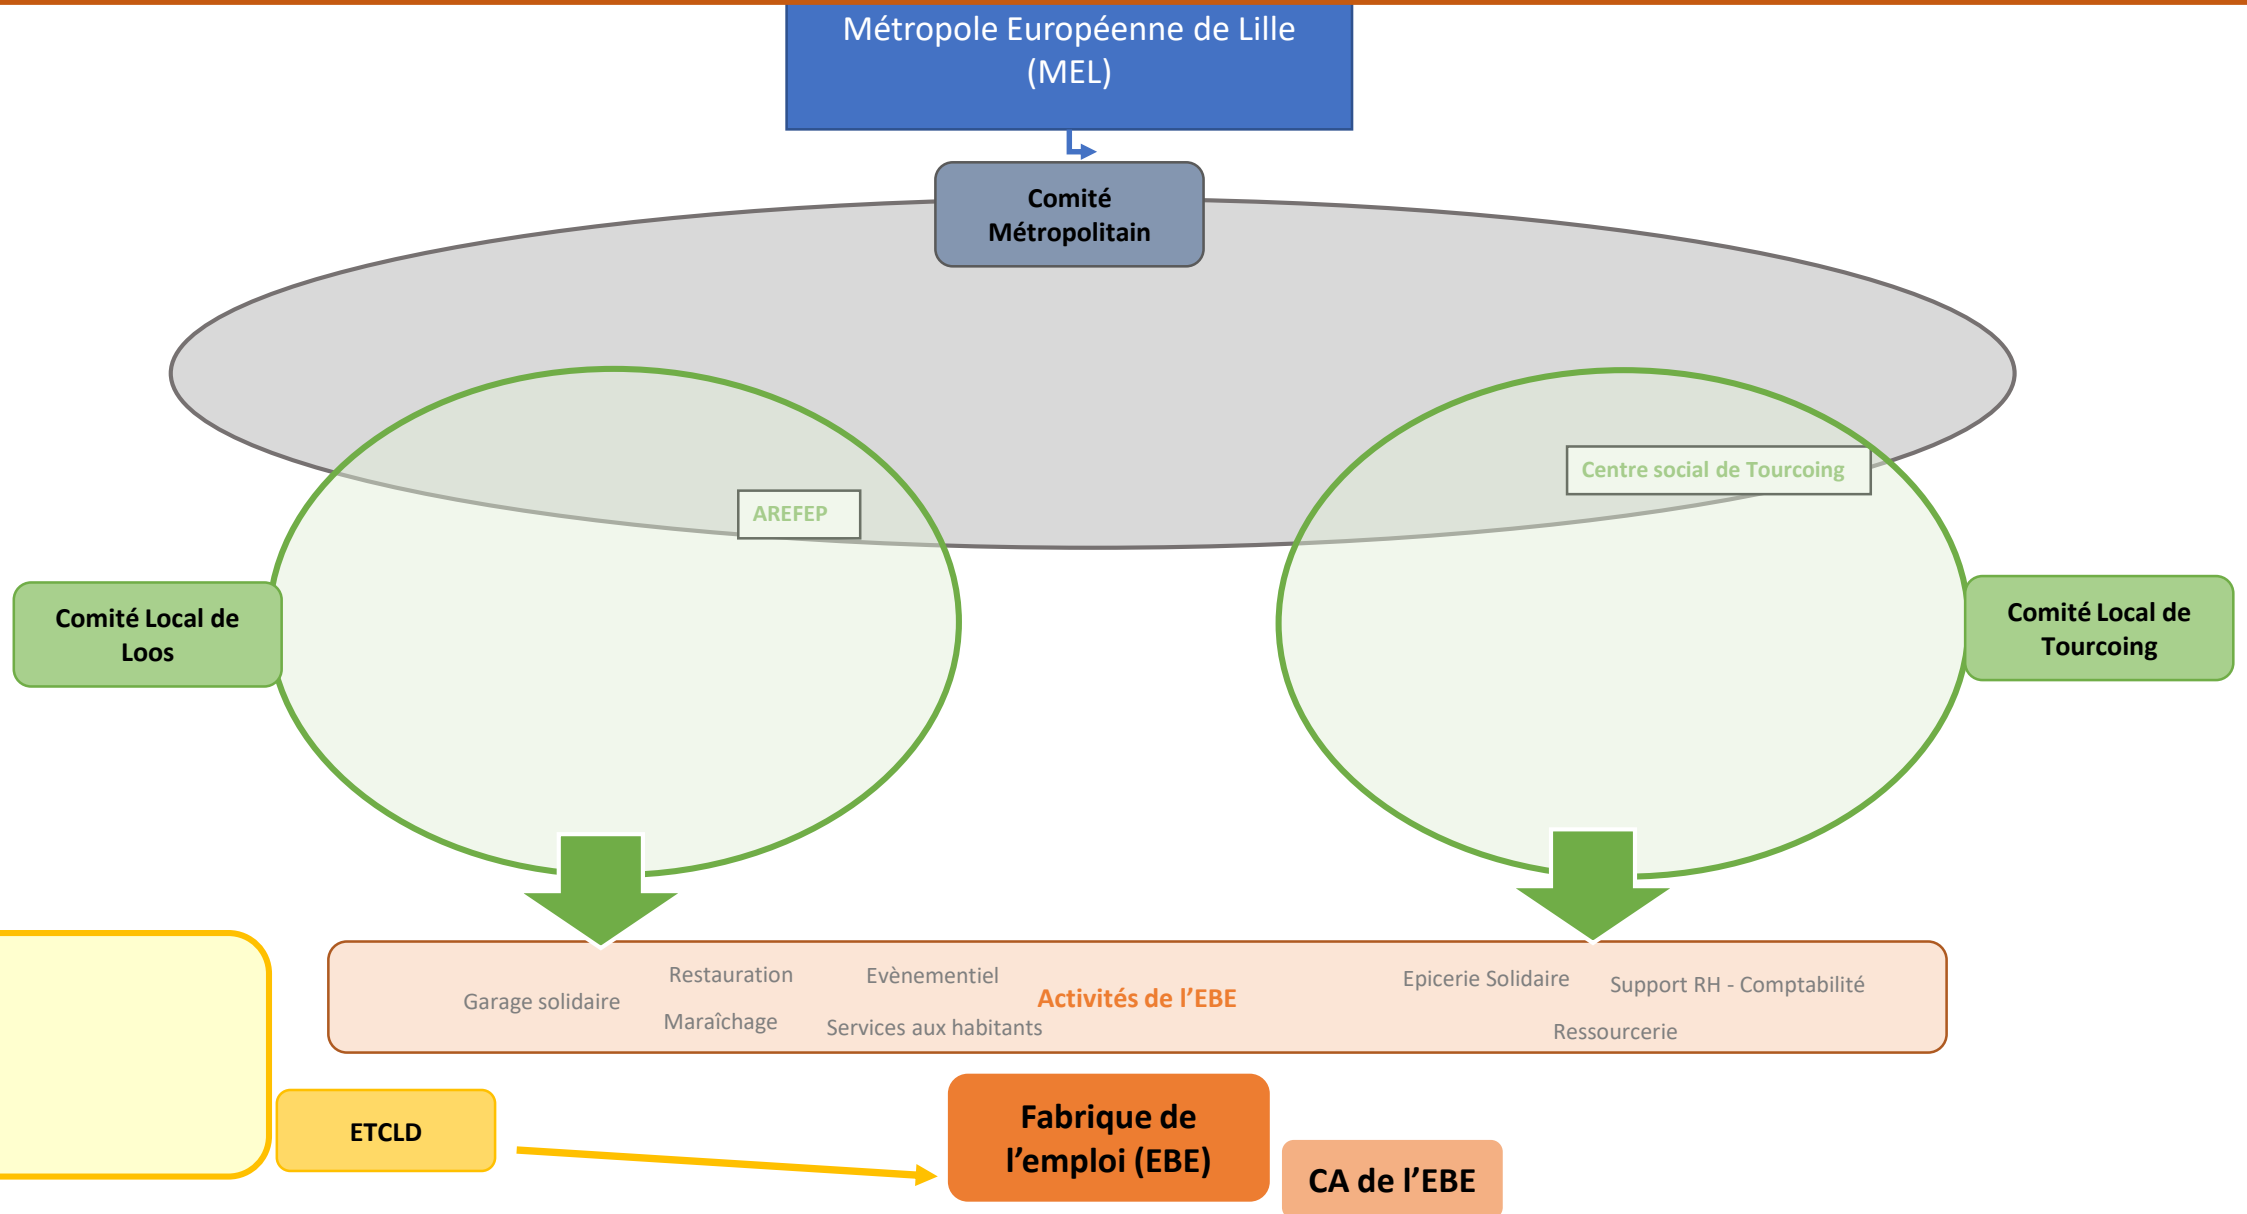 Métropole Européenne de Lille
(MEL)
Comité
Métropolitain
Centre social de Tourcoing
AREFEP
Comité Local de
Loos
Comité Local de
Tourcoing
Garage solidaire
Restauration
Maraîchage
Evènementiel
Services aux habitants
Activités de l’EBE
Epicerie Solidaire
Support RH - Comptabilité
Ressourcerie
ETCLD
Fabrique de
l’emploi (EBE)
CA de l’EBE